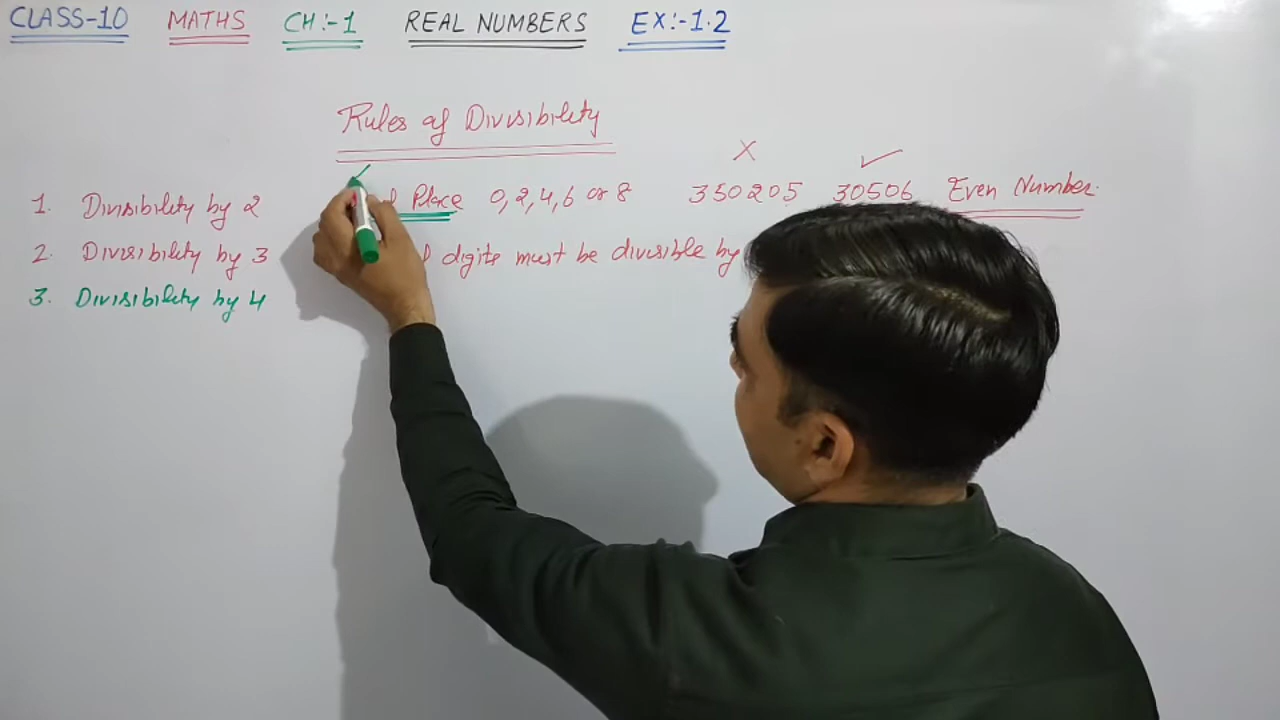 CLASS-10 MATHS CH:-1 REAL NUMBERS EX:-1.2
Rules of Divisibility
X ✓
1. Divisibility by 2 Place 0,2,4,6 or 8 350205 30506 Even Number.
2. Divisibility by 3 digits must be divisible by
3. Divisibility by 4